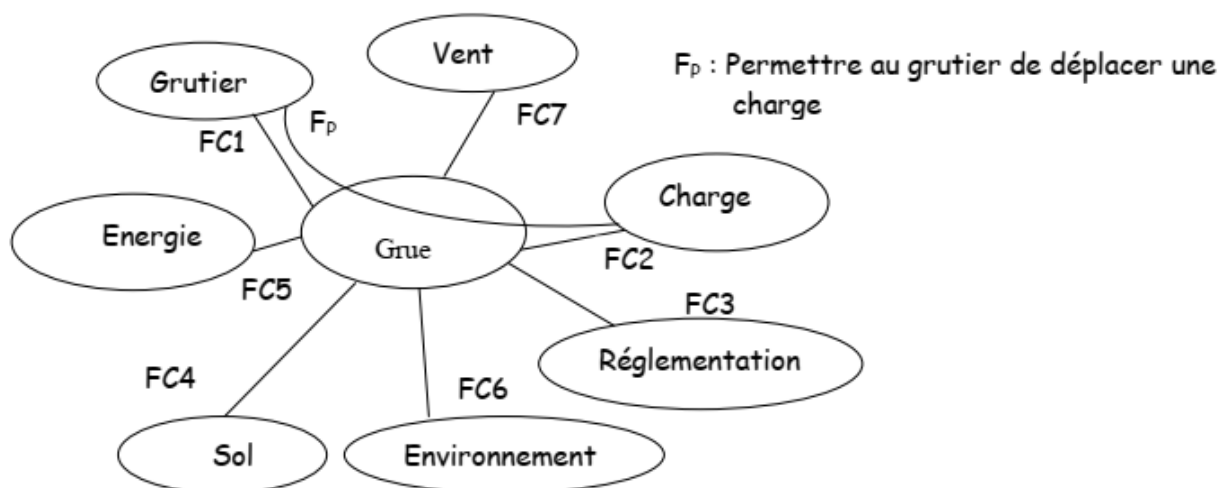 Vent
Grutier
Fp : Permettre au grutier de déplacer une
charge
FC7
Fp
FC1
Charge
Energie
Grue
FC2
FC5
FC3
Réglementation
FC4
FC6
Sol
Environnement